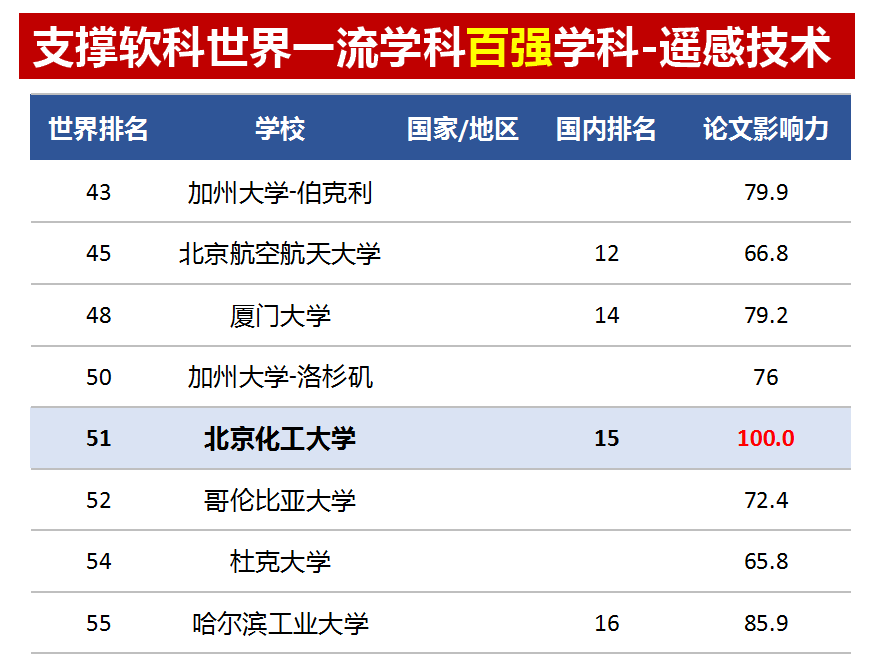 支撑软科世界一流学科百强学科-遥感技术
世界排名 学校 国家/地区 国内排名 论文影响力
43 加州大学-伯克利 79.9
45 北京航空航天大学 12 66.8
48 厦门大学 14 79.2
50 加州大学-洛杉矶 76
51 北京化工大学 15 100.0
52 哥伦比亚大学 72.4
54 杜克大学 65.8
55 哈尔滨工业大学 16 85.9